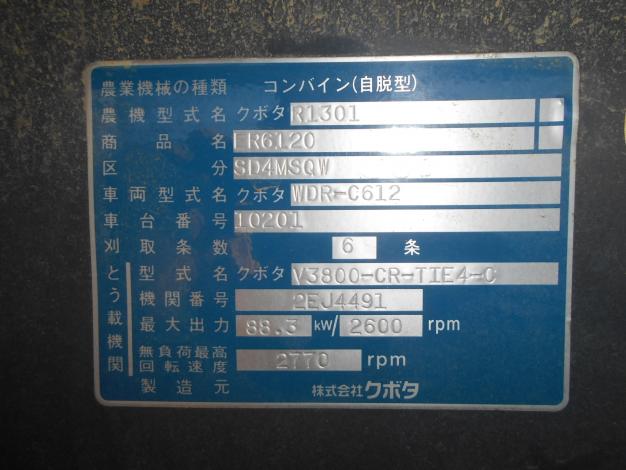 農業機械の種類 コンバイン(自脱型)
農機型式名 クボタ R1301
商品名 ER6120
区分 SD4MSQW
車両型式名 クボタ WDR-C612
車台番号 10201
刈取条数 6 条
とう載機関
型式名 クボタ V3800-CR-TIE4-C
機関番号 2EJ4491
最大出力 88.3 kW/ 2600 rpm
無負荷最高回転速度 2770 rpm
製造元 株式会社クボタ